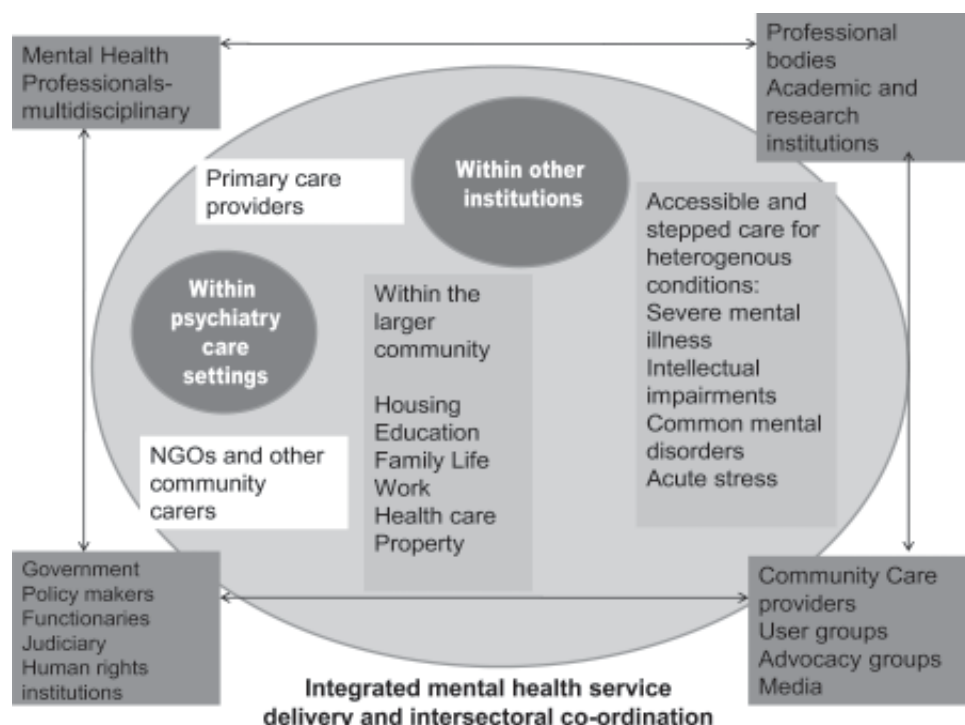 Mental Health
Professionals-
multidisciplinary
Professional
bodies
Academic and
research
institutions
Primary care
providers
Within other
institutions
Accessible and
stepped care for
heterogenous
conditions:
Severe mental
illness
Intellectual
impairments
Common mental
disorders
Acute stress
Within
psychiatry
care
settings
Within the
larger
community
Housing
Education
Family Life
Work
Health care
Property
NGOs and other
community
carers
Government
Policy makers
Functionaries
Judiciary
Human rights
institutions
Community Care
providers
User groups
Advocacy groups
Media
Integrated mental health service
delivery and intersectoral co-ordination